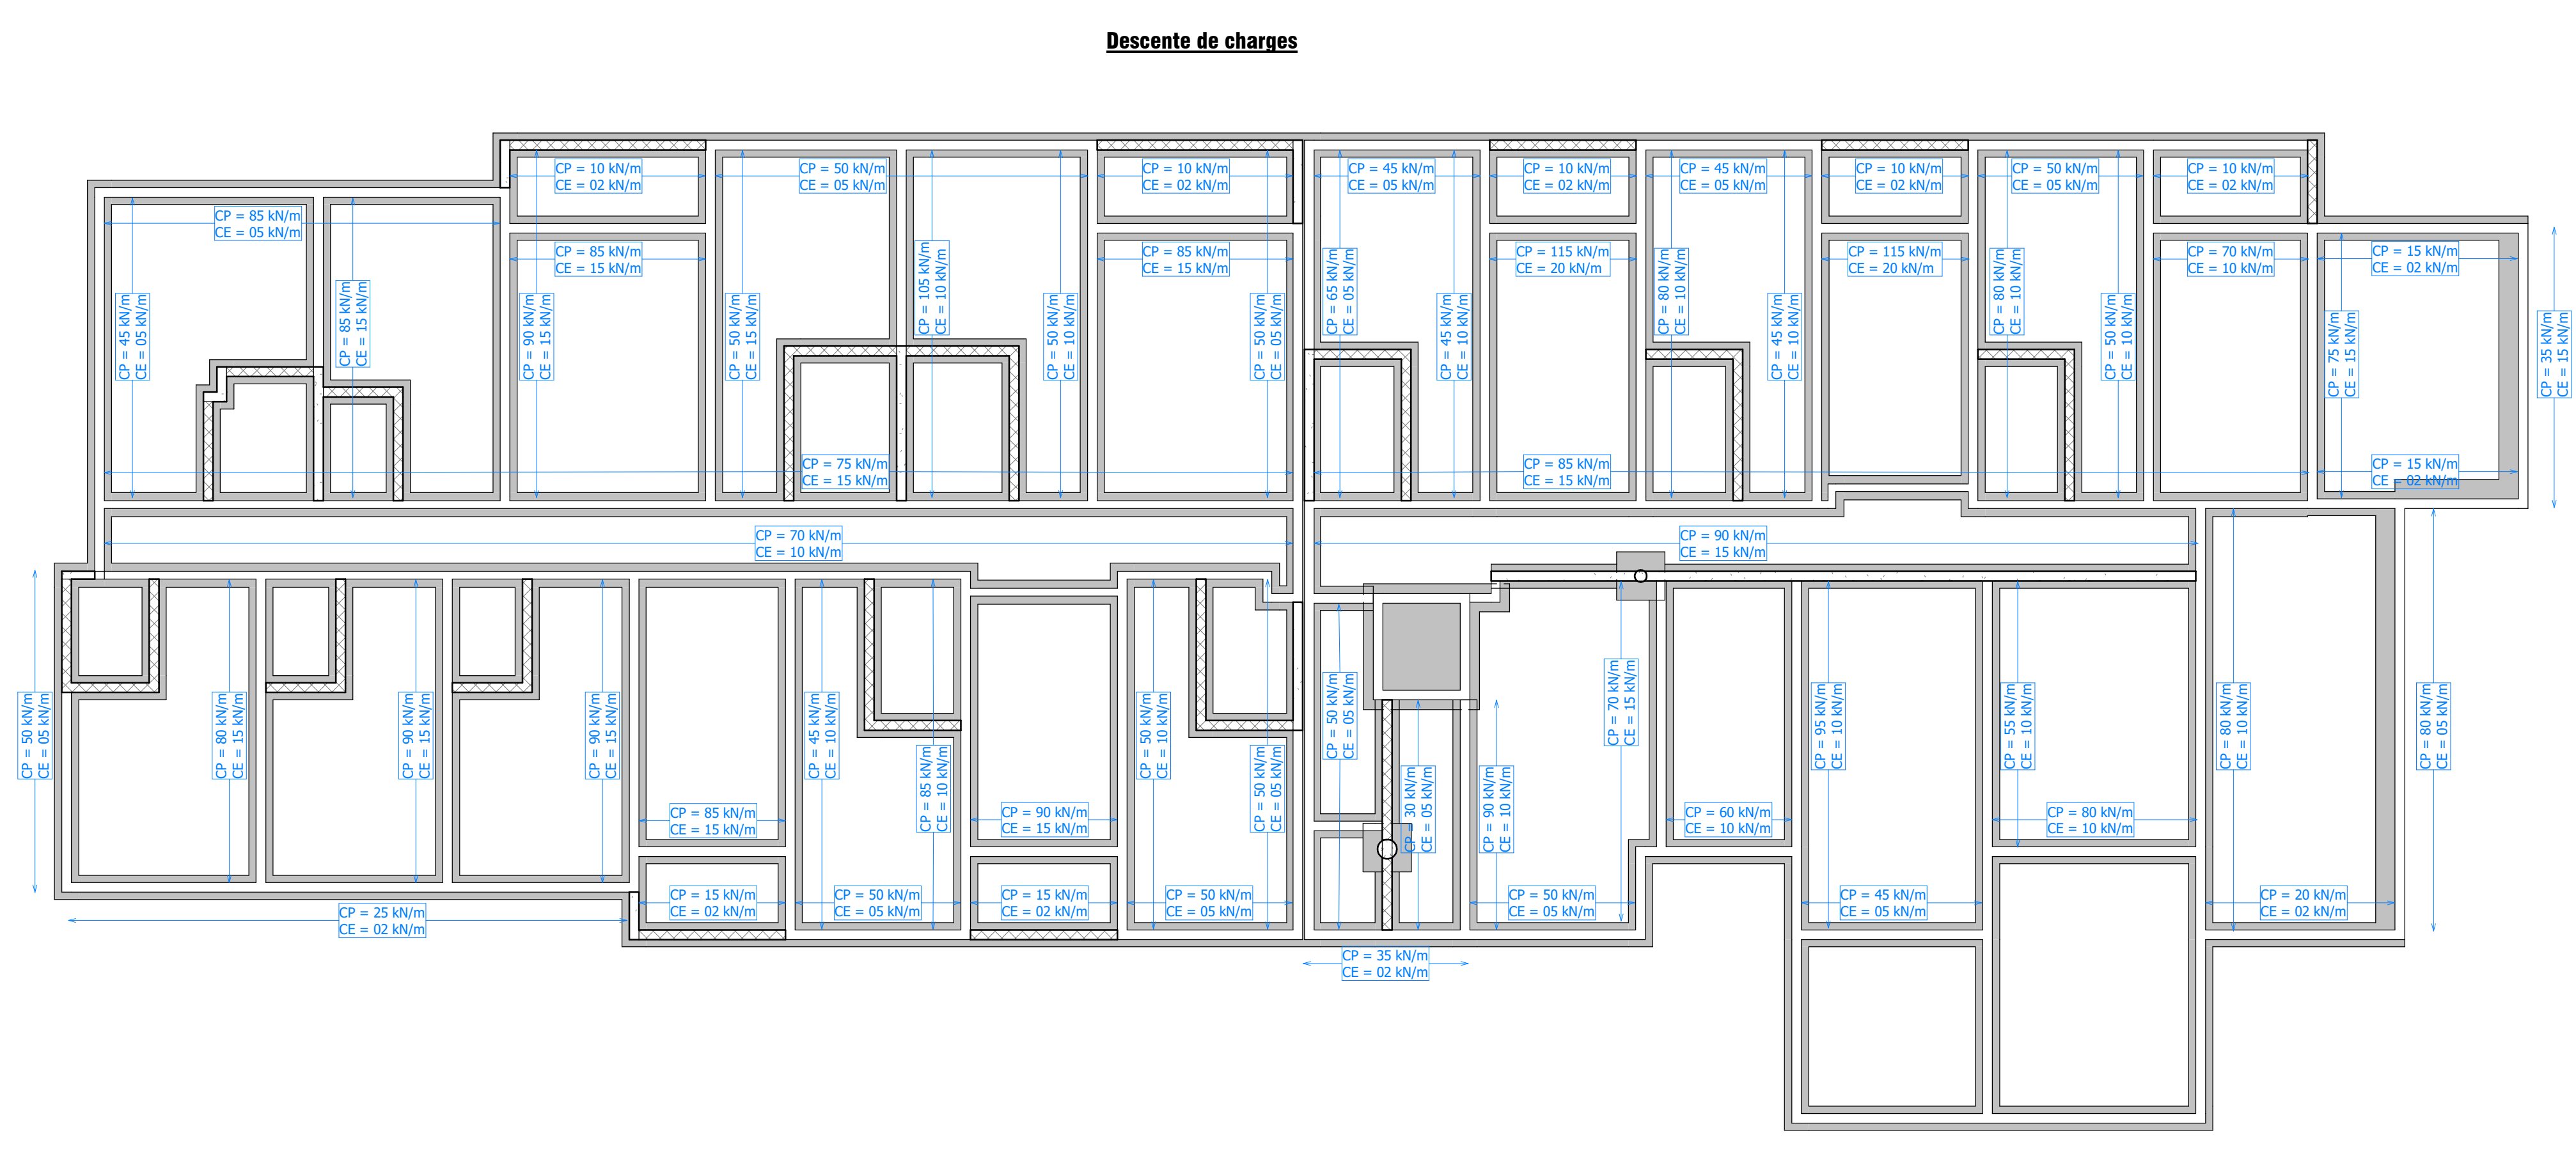 Descente de charges
CP = 10 kN/m
CE = 02 kN/m
CP = 50 kN/m
CE = 05 kN/m
CP = 10 kN/m
CE = 02 kN/m
CP = 45 kN/m
CE = 05 kN/m
CP = 10 kN/m
CE = 02 kN/m
CP = 45 kN/m
CE = 05 kN/m
CP = 10 kN/m
CE = 02 kN/m
CP = 50 kN/m
CE = 05 kN/m
CP = 10 kN/m
CE = 02 kN/m
CP = 85 kN/m
CE = 05 kN/m
CP = 85 kN/m
CE = 15 kN/m
CP = 85 kN/m
CE = 15 kN/m
CP = 115 kN/m
CE = 20 kN/m
CP = 115 kN/m
CE = 20 kN/m
CP = 70 kN/m
CE = 10 kN/m
CP = 15 kN/m
CE = 02 kN/m
CP = 45 kN/m
CE = 05 kN/m
CP = 85 kN/m
CE = 15 kN/m
CP = 90 kN/m
CE = 15 kN/m
CP = 50 kN/m
CE = 15 kN/m
CP = 105 kN/m
CE = 10 kN/m
CP = 50 kN/m
CE = 10 kN/m
CP = 50 kN/m
CE = 05 kN/m
CP = 65 kN/m
CE = 05 kN/m
CP = 45 kN/m
CE = 10 kN/m
CP = 80 kN/m
CE = 10 kN/m
CP = 45 kN/m
CE = 10 kN/m
CP = 80 kN/m
CE = 10 kN/m
CP = 50 kN/m
CE = 10 kN/m
CP = 75 kN/m
CE = 15 kN/m
CP = 35 kN/m
CE = 15 kN/m
CP = 75 kN/m
CE = 15 kN/m
CP = 85 kN/m
CE = 15 kN/m
CP = 15 kN/m
CE = 02 kN/m
CP = 70 kN/m
CE = 10 kN/m
CP = 90 kN/m
CE = 15 kN/m
CP = 50 kN/m
CE = 05 kN/m
CP = 80 kN/m
CE = 15 kN/m
CP = 90 kN/m
CE = 15 kN/m
CP = 90 kN/m
CE = 15 kN/m
CP = 45 kN/m
CE = 10 kN/m
CP = 85 kN/m
CE = 10 kN/m
CP = 50 kN/m
CE = 10 kN/m
CP = 50 kN/m
CE = 05 kN/m
CP = 50 kN/m
CE = 05 kN/m
CP = 30 kN/m
CE = 05 kN/m
CP = 90 kN/m
CE = 10 kN/m
CP = 70 kN/m
CE = 15 kN/m
CP = 95 kN/m
CE = 10 kN/m
CP = 55 kN/m
CE = 10 kN/m
CP = 80 kN/m
CE = 10 kN/m
CP = 80 kN/m
CE = 05 kN/m
CP = 85 kN/m
CE = 15 kN/m
CP = 90 kN/m
CE = 15 kN/m
CP = 60 kN/m
CE = 10 kN/m
CP = 80 kN/m
CE = 10 kN/m
CP = 25 kN/m
CE = 02 kN/m
CP = 15 kN/m
CE = 02 kN/m
CP = 50 kN/m
CE = 05 kN/m
CP = 15 kN/m
CE = 02 kN/m
CP = 50 kN/m
CE = 05 kN/m
CP = 50 kN/m
CE = 05 kN/m
CP = 45 kN/m
CE = 05 kN/m
CP = 20 kN/m
CE = 02 kN/m
CP = 35 kN/m
CE = 02 kN/m